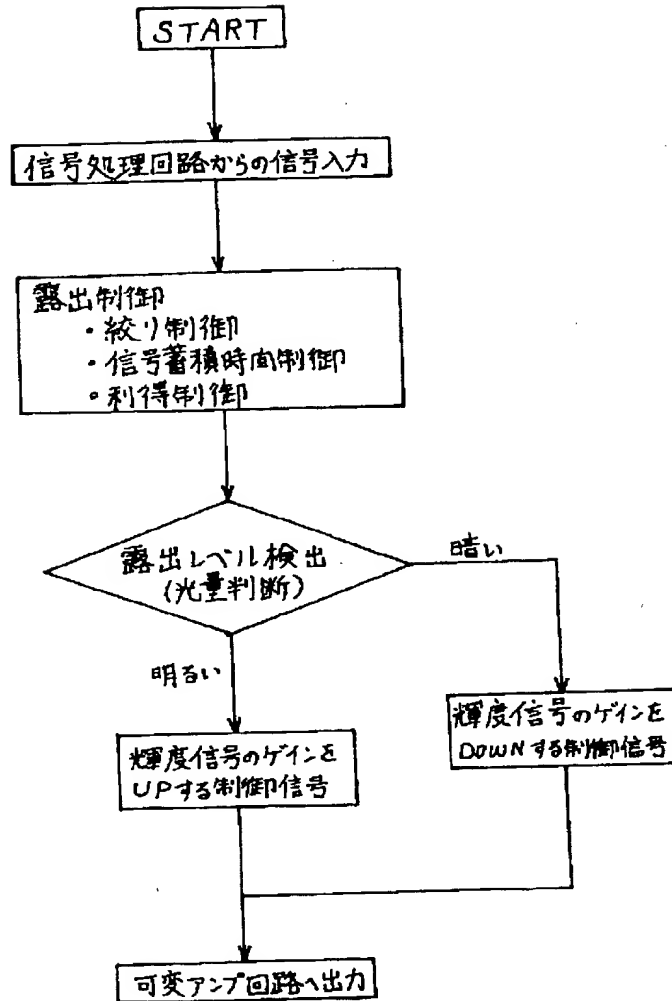 START
信号処理回路からの信号入力
露出制御
・絞り制御
・信号蓄積時間制御
・利得制御
露出レベル検出
(光量判断)
暗い
明るい
輝度信号のゲインを
UPする制御信号
輝度信号のゲインを
DOWNする制御信号
可変アンプ回路へ出力